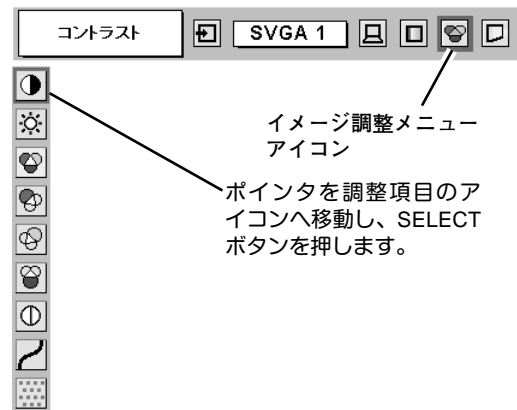 コントラスト
SVGA 1
イメージ調整メニュー
アイコン
ポインタを調整項目のア
イコンへ移動し、SELECT
ボタンを押します。